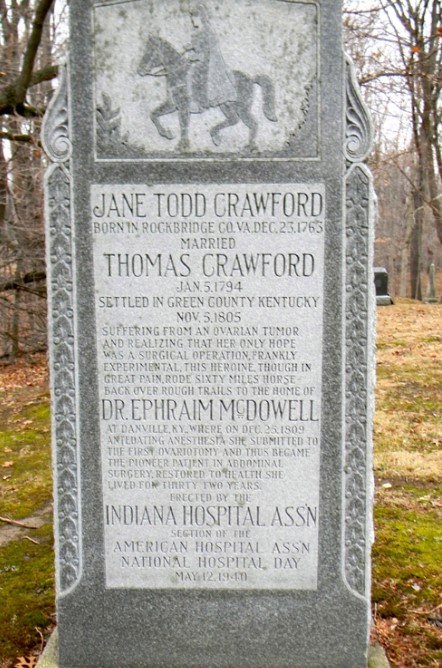 JANE TODD CRAWFORD
BORN IN ROCKBRIDGE CO. VA. DEC. 23, 1763
MARRIED
THOMAS CRAWFORD
JAN. 5, 1794
SETTLED IN GREEN COUNTY KENTUCKY
NOV. 5, 1805
SUFFERING FROM AN OVARIAN TUMOR
AND REALIZING THAT HER ONLY HOPE
WAS A SURGICAL OPERATION, FRANKLY
EXPERIMENTAL, THIS HEROINE, THOUGH IN
GREAT PAIN, RODE SIXTY MILES HORSE-
BACK OVER ROUGH TRAILS TO THE HOME OF
DR. EPHRAIM McDOWELL
AT DANVILLE, KY., WHERE ON DEC. 25, 1809
ANTEDATING ANESTHESIA SHE SUBMITTED TO
THE FIRST OVARIOTOMY AND THUS BECAME
THE PIONEER PATIENT IN ABDOMINAL
SURGERY, RESTORED TO HEALTH SHE
LIVED FOR THIRTY TWO YEARS.
ERECTED BY THE
INDIANA HOSPITAL ASS'N
SECTION OF THE
AMERICAN HOSPITAL ASS'N
NATIONAL HOSPITAL DAY
MAY 12, 1940